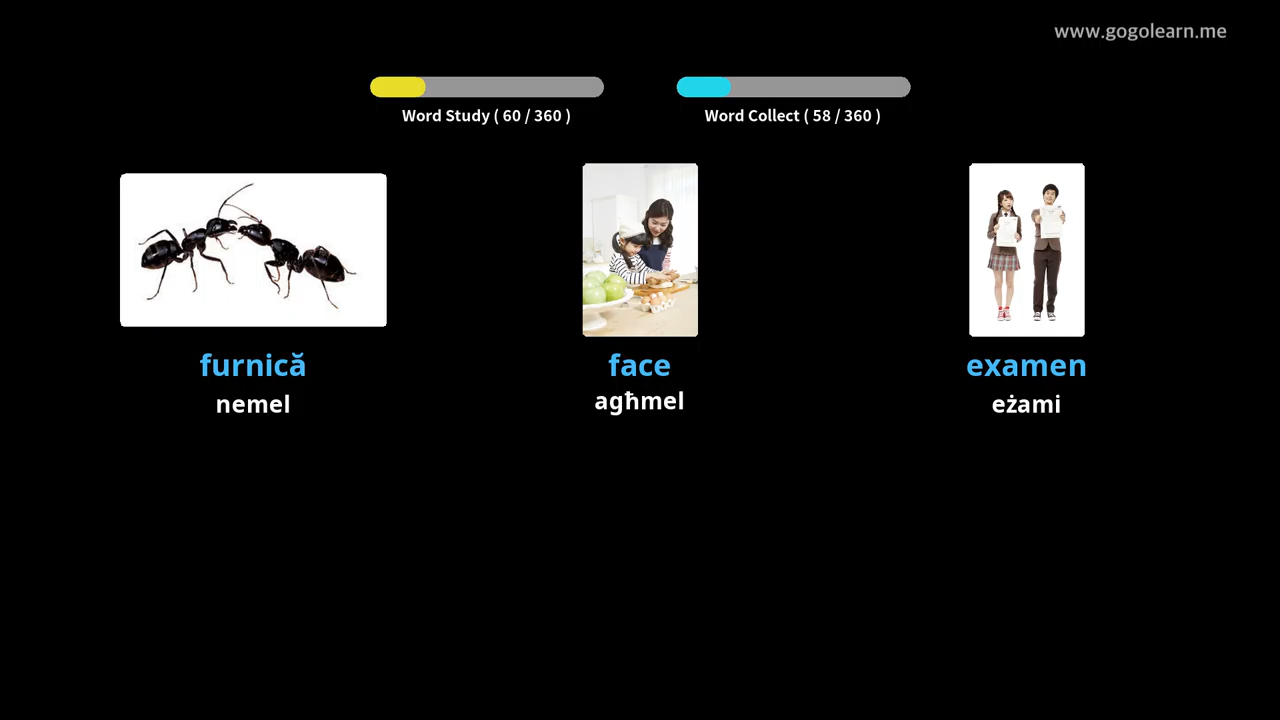 www.gogolearn.me
Word Study ( 60 / 360 )
Word Collect ( 58 / 360 )
furnică
nemel
face
agħmel
examen
eżami